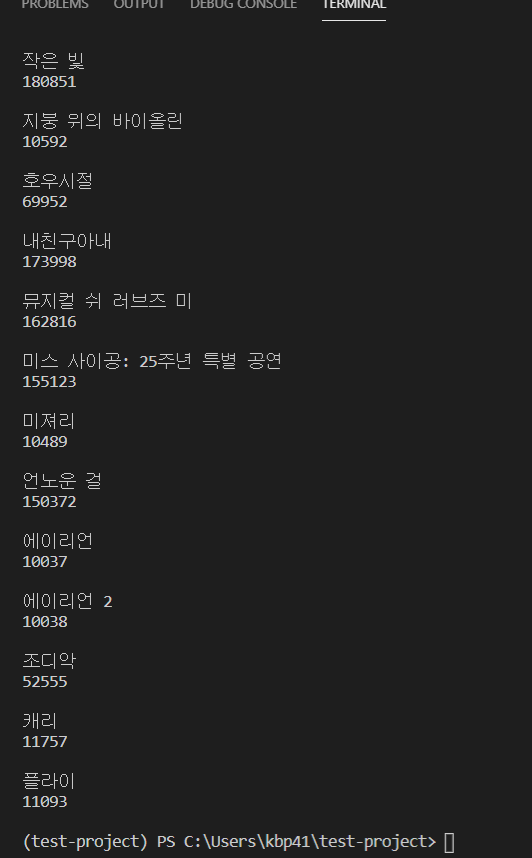 PROBLEMS OUTPUT DEBUG CONSOLE TERMINAL
작은 빛
180851
지붕 위의 바이올린
10592
호우시절
69952
내친구아내
173998
뮤지컬 쉬 러브즈 미
162816
미스 사이공: 25주년 특별 공연
155123
미져리
10489
언노운 걸
150372
에이리언
10037
에이리언 2
10038
조디악
52555
캐리
11757
플라이
11093
(test-project) PS C:\Users\kbp41\test-project>